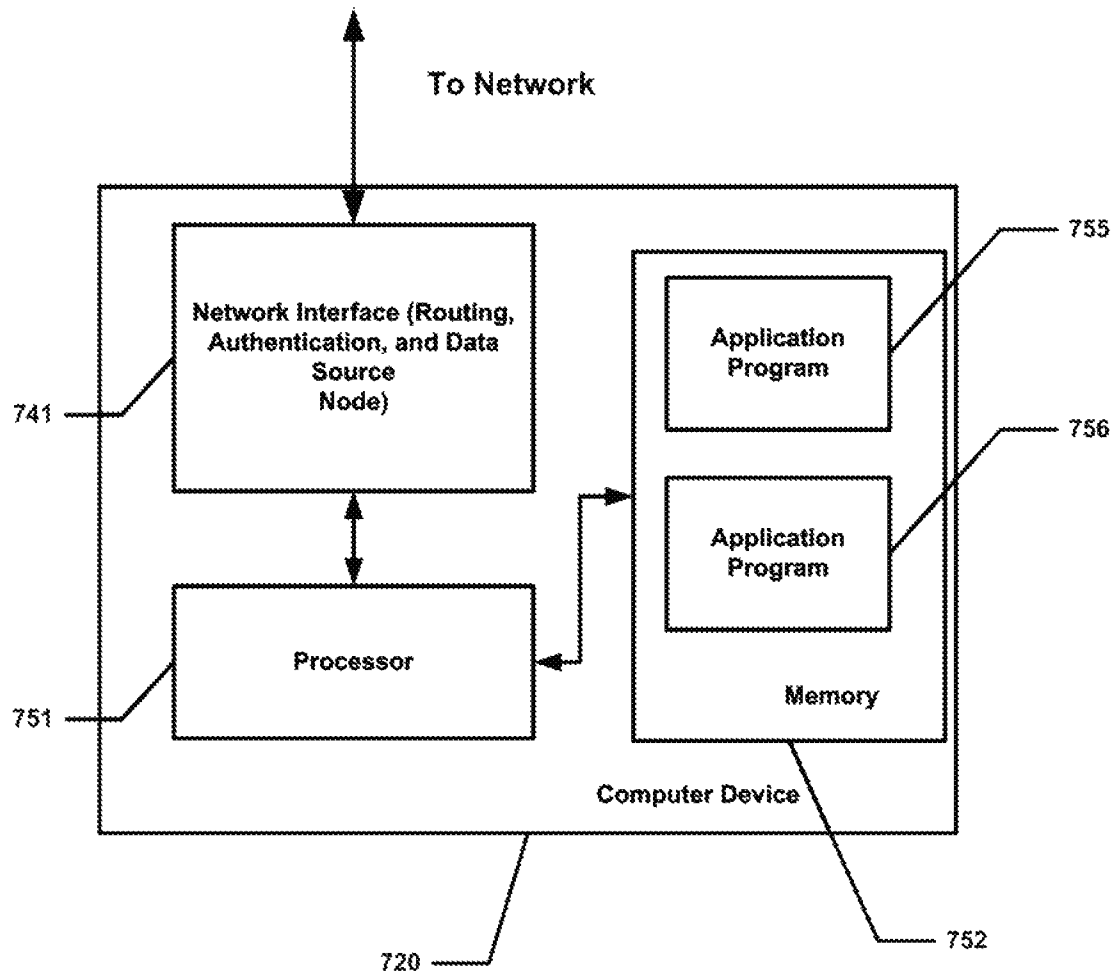 To Network
755
Network Interface (Routing,
Authentication, and Data
Source
Node)
Application
Program
741
756
Application
Program
Processor
Memory
751
Computer Device
752
720